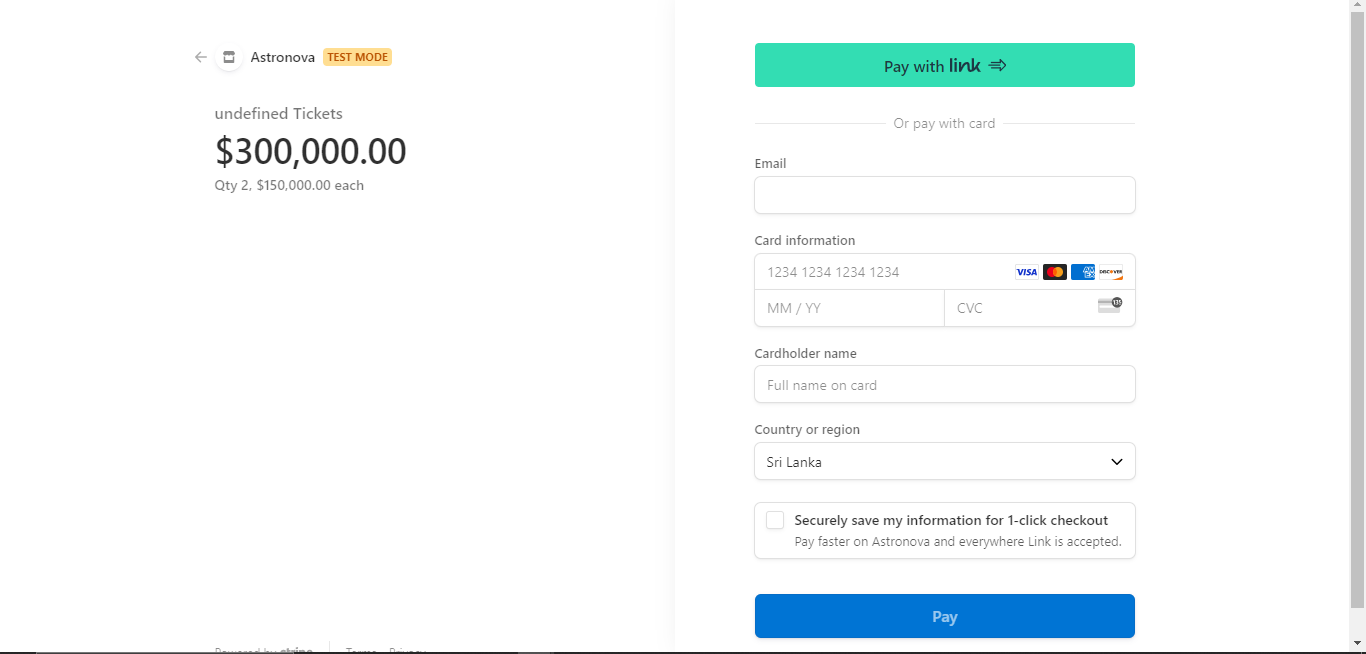 Astronova TEST MODE
undefined Tickets
$300,000.00
Qty 2, $150,000.00 each
Powered by stripe Terms Privacy
Pay with link
Or pay with card
Email
Card information
1234 1234 1234 1234 VISA AMEX DISCOVER
MM / YY CVC 135
Cardholder name
Full name on card
Country or region
Sri Lanka
Securely save my information for 1-click checkout
Pay faster on Astronova and everywhere Link is accepted.
Pay